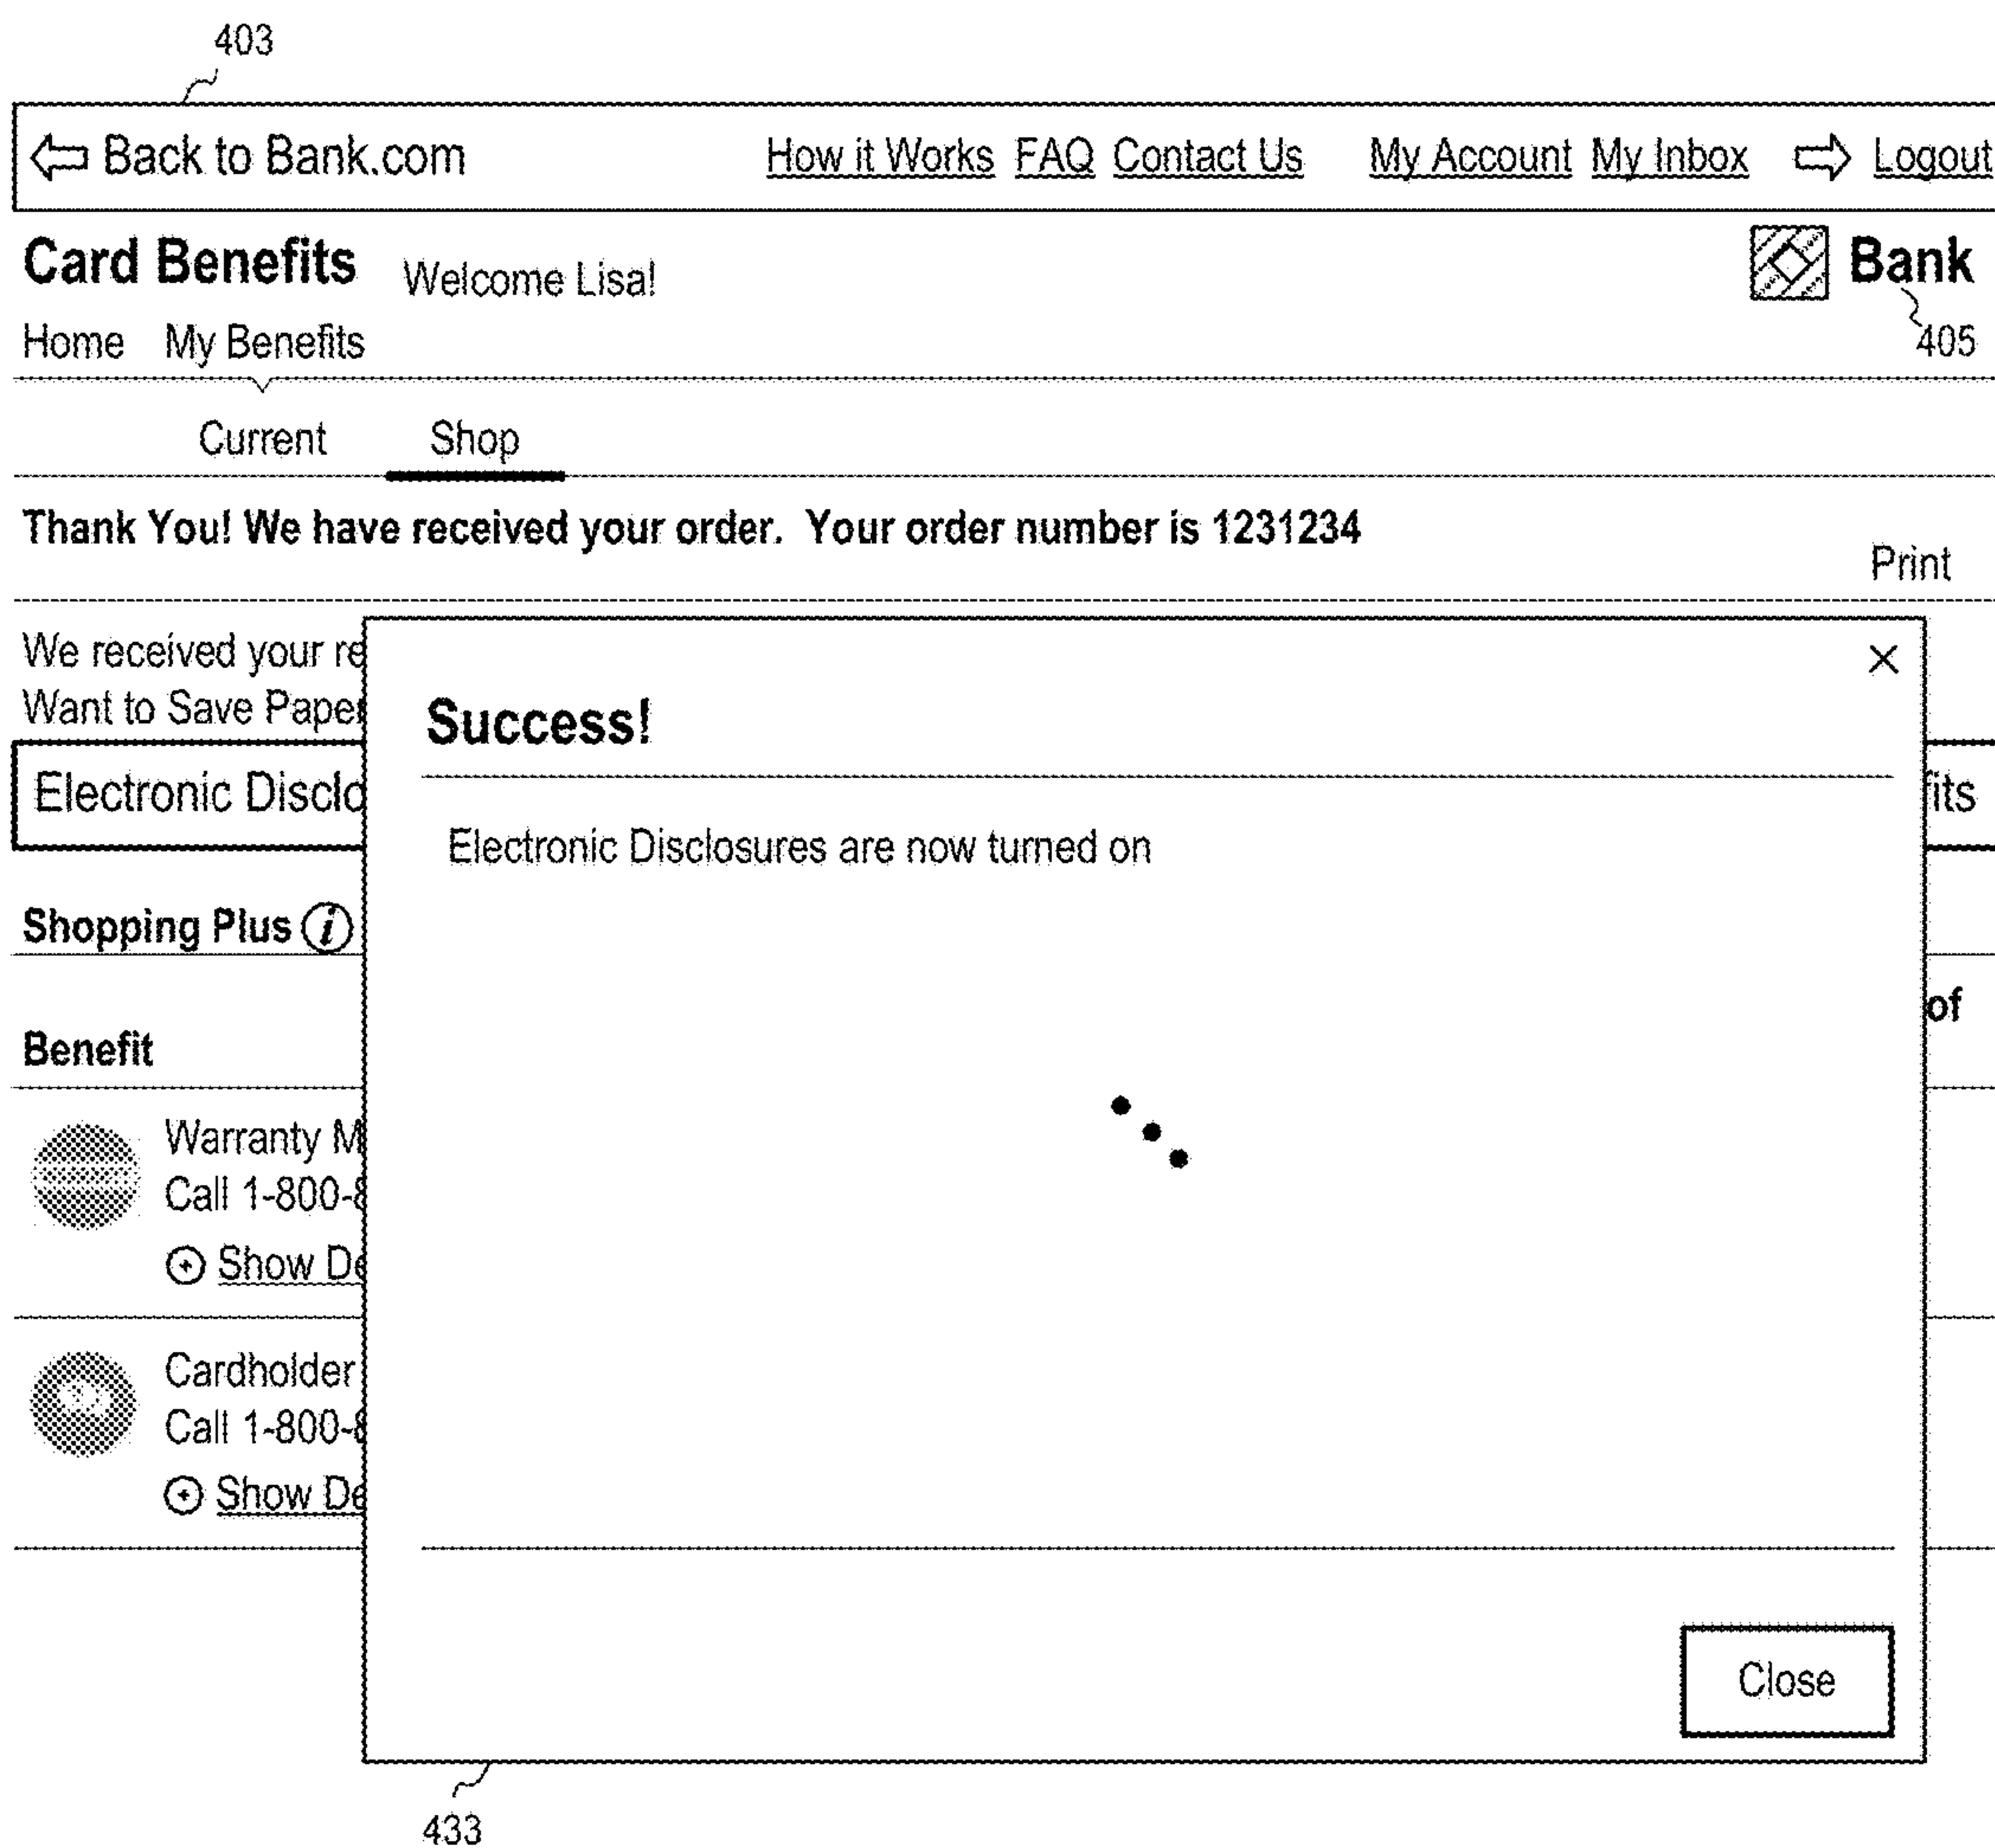 403
Back to Bank.com How it Works FAQ Contact Us My Account My Inbox Logout
Card Benefits Welcome Lisa! Bank
Home My Benefits 405
Current Shop
Thank You! We have received your order. Your order number is 1231234
Print
We received your re
Want to Save Paper
Success!
Electronic Disclo
fits
Electronic Disclosures are now turned on
Shopping Plus i
of
Benefit
Warranty M
Call 1-800-8
Show De
Cardholder
Call 1-800-8
Show De
Close
433